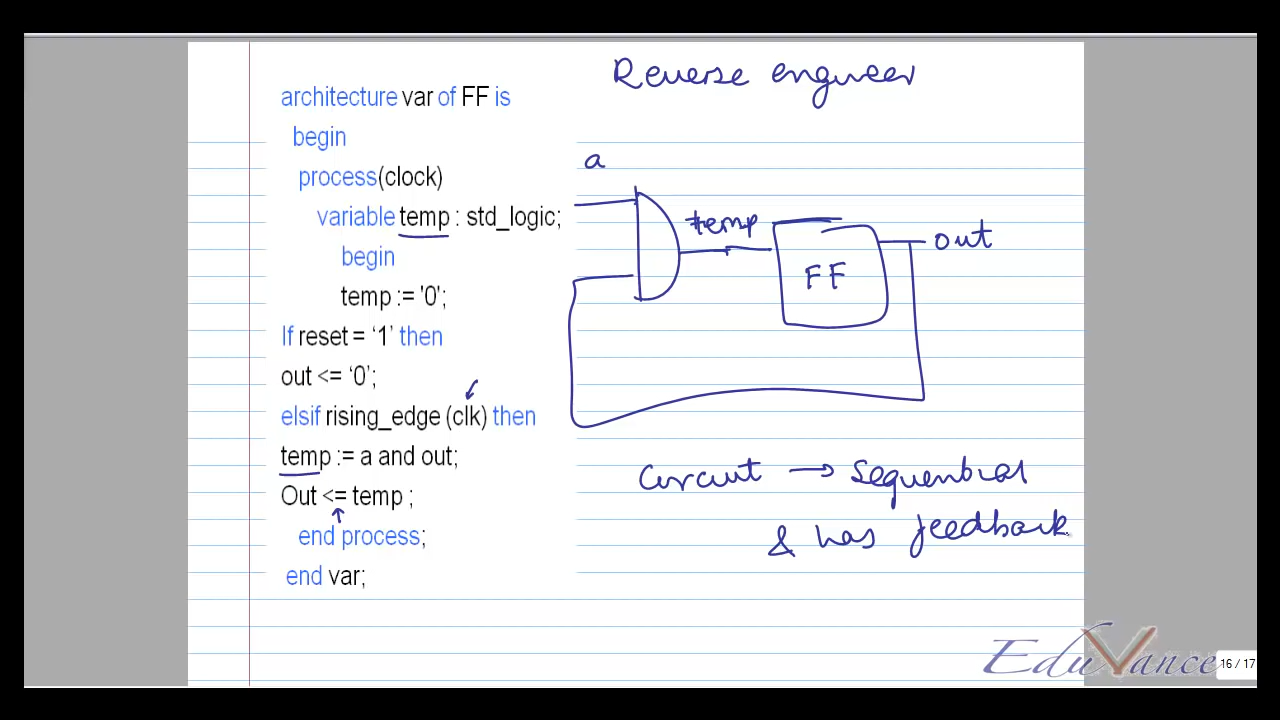 Reverse engineer
architecture var of FF is
begin
process(clock)
variable temp : std_logic;
begin
temp := '0';
If reset = ‘1’ then
out <= ‘0’;
elsif rising_edge (clk) then
temp := a and out;
Out <= temp ;
end process;
end var;
a
temp
FF
out
Circuit → Sequential
& has feedback
EduVance
16 / 17